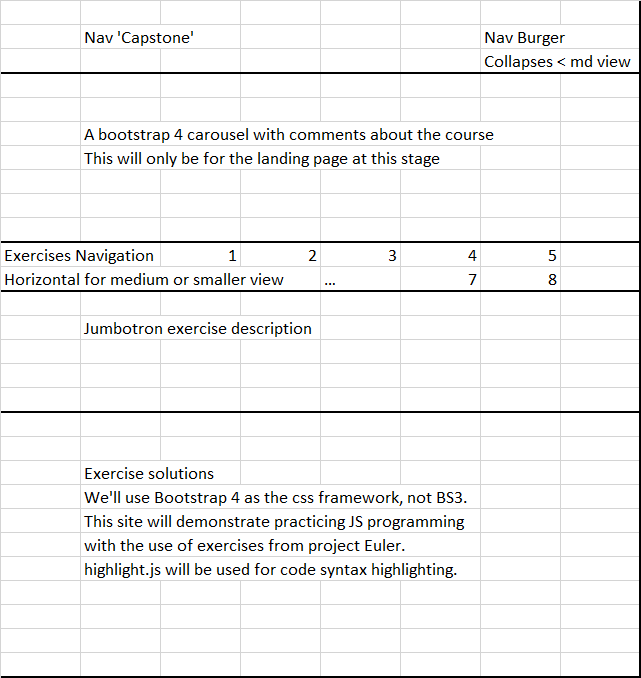 Nav 'Capstone' Nav Burger
Collapses < md view
A bootstrap 4 carousel with comments about the course
This will only be for the landing page at this stage
Exercises Navigation 1 2 3 4 5
Horizontal for medium or smaller view ... 7 8
Jumbotron exercise description
Exercise solutions
We'll use Bootstrap 4 as the css framework, not BS3.
This site will demonstrate practicing JS programming
with the use of exercises from project Euler.
highlight.js will be used for code syntax highlighting.